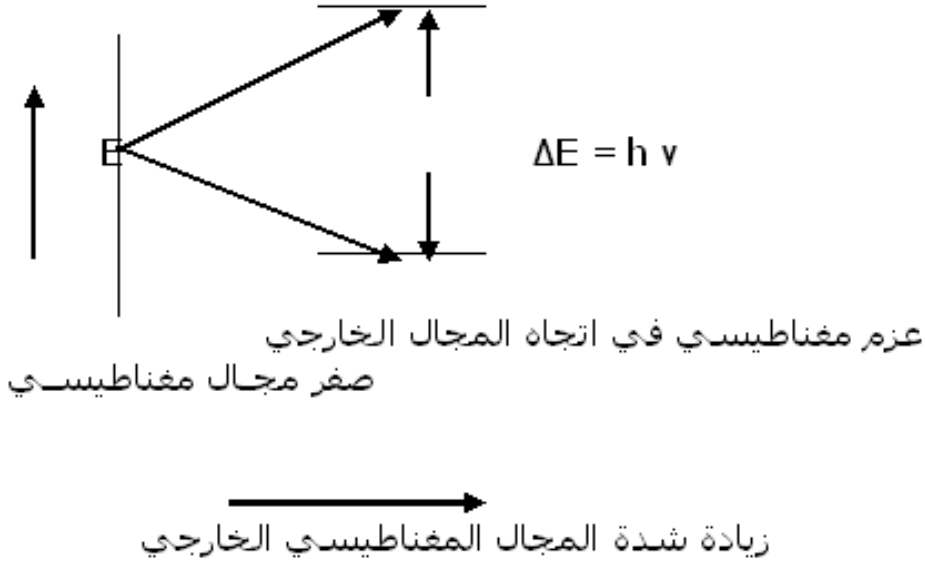 E
ΔE = h ν
عزم مغناطيسي في اتجاه المجال الخارجي
صفر مجال مغناطيسي
زيادة شدة المجال المغناطيسي الخارجي